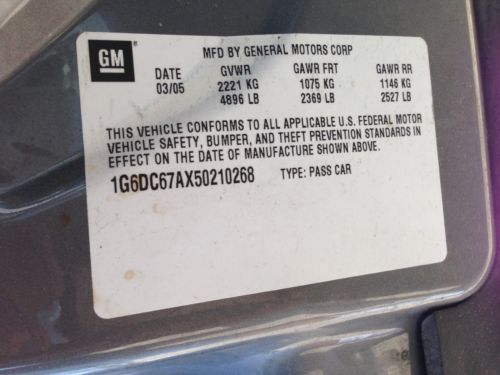 GM
MFD BY GENERAL MOTORS CORP
DATE GVWR GAWR FRT GAWR RR
03/05 2221 KG 1075 KG 1146 KG
4896 LB 2369 LB 2527 LB
THIS VEHICLE CONFORMS TO ALL APPLICABLE U.S. FEDERAL MOTOR
VEHICLE SAFETY, BUMPER, AND THEFT PREVENTION STANDARDS IN
EFFECT ON THE DATE OF MANUFACTURE SHOWN ABOVE.
1G6DC67AX50210268 TYPE: PASS CAR